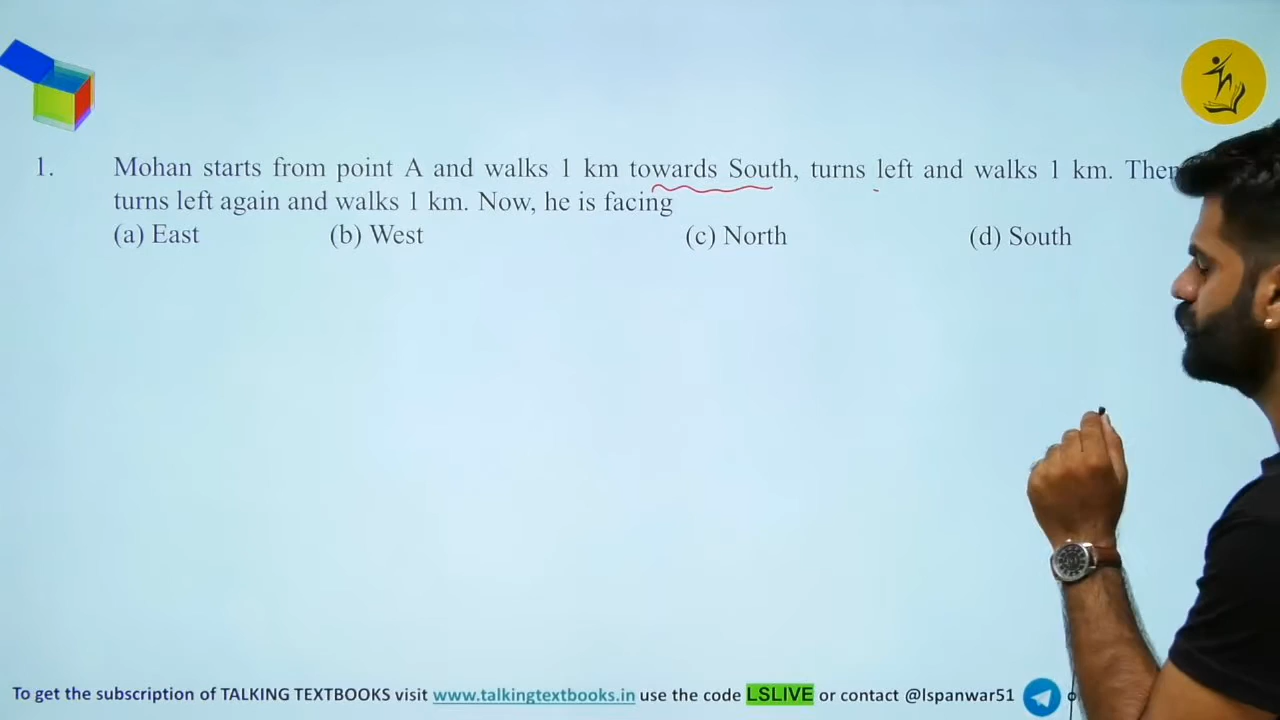 1. Mohan starts from point A and walks 1 km towards South, turns left and walks 1 km. Then
turns left again and walks 1 km. Now, he is facing
(a) East (b) West (c) North (d) South
To get the subscription of TALKING TEXTBOOKS visit www.talkingtextbooks.in use the code LSLIVE or contact @lspanwar51